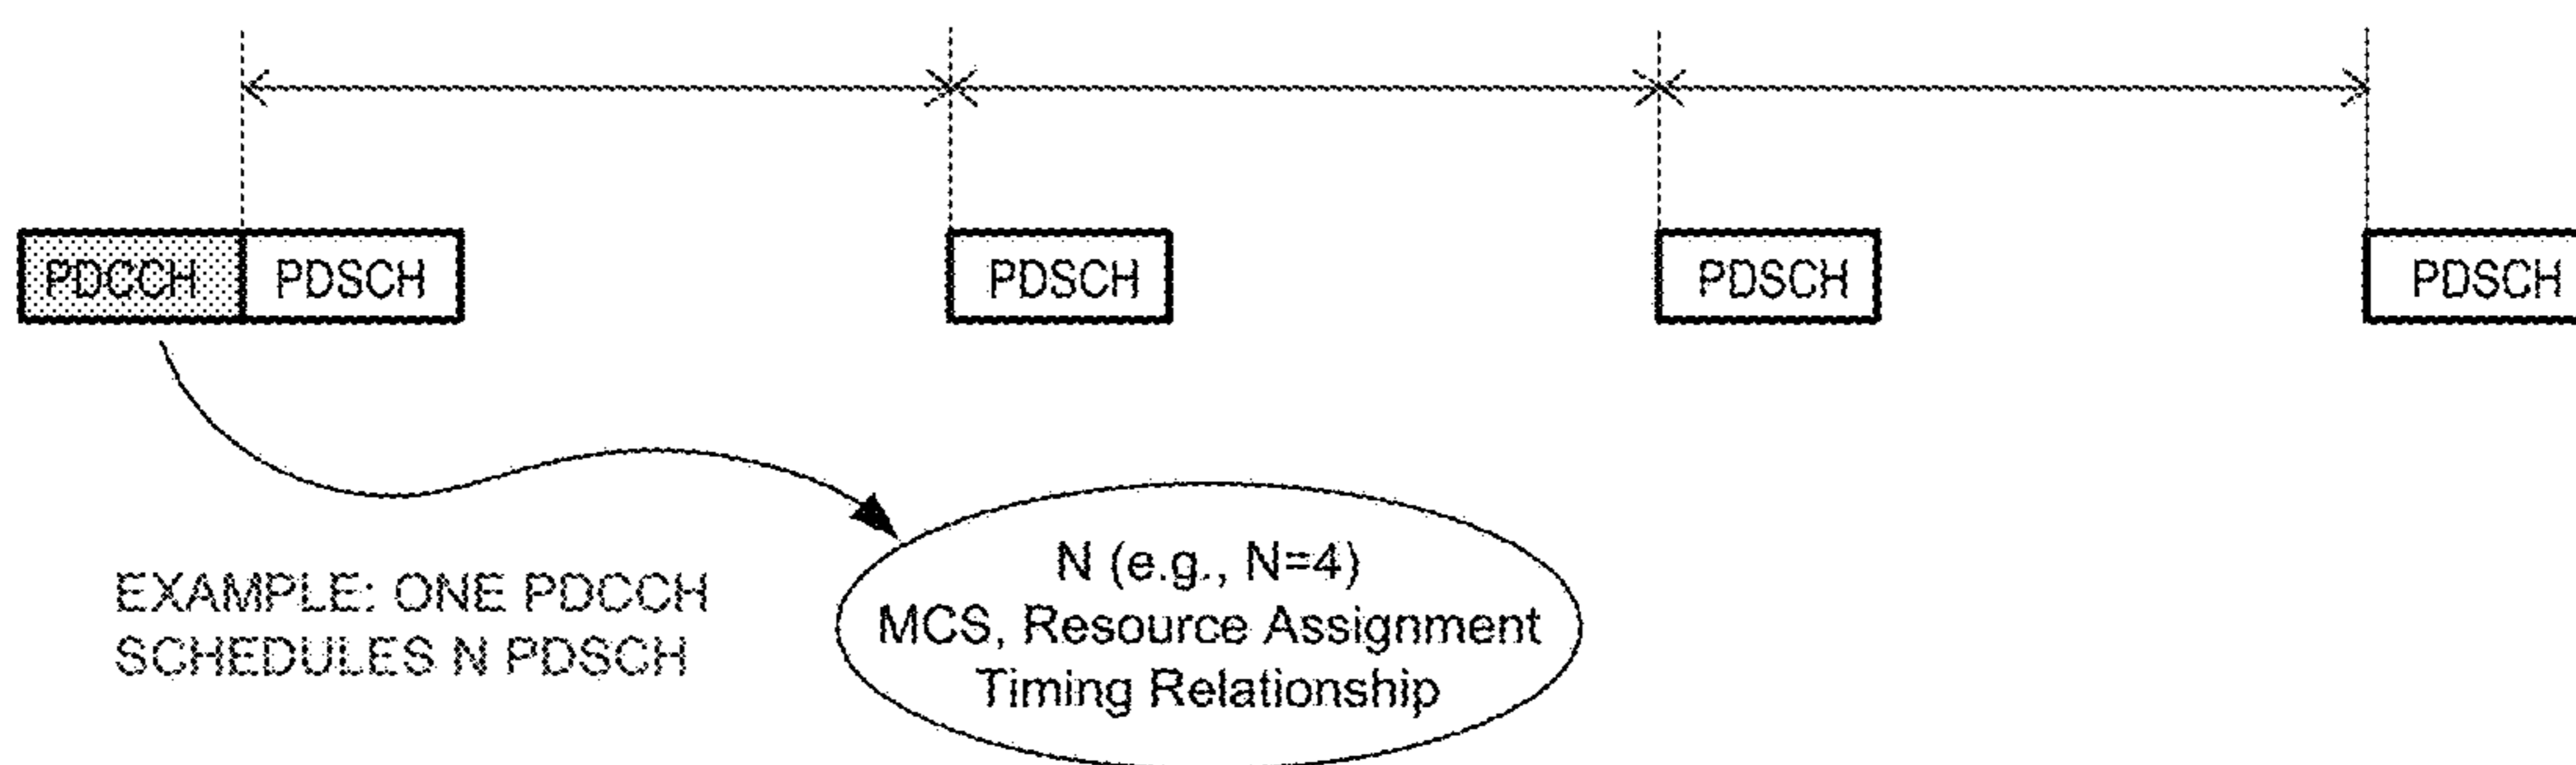 PDCCH PDSCH PDSCH PDSCH PDSCH
EXAMPLE: ONE PDCCH
SCHEDULES N PDSCH
N (e.g., N=4)
MCS, Resource Assignment
Timing Relationship